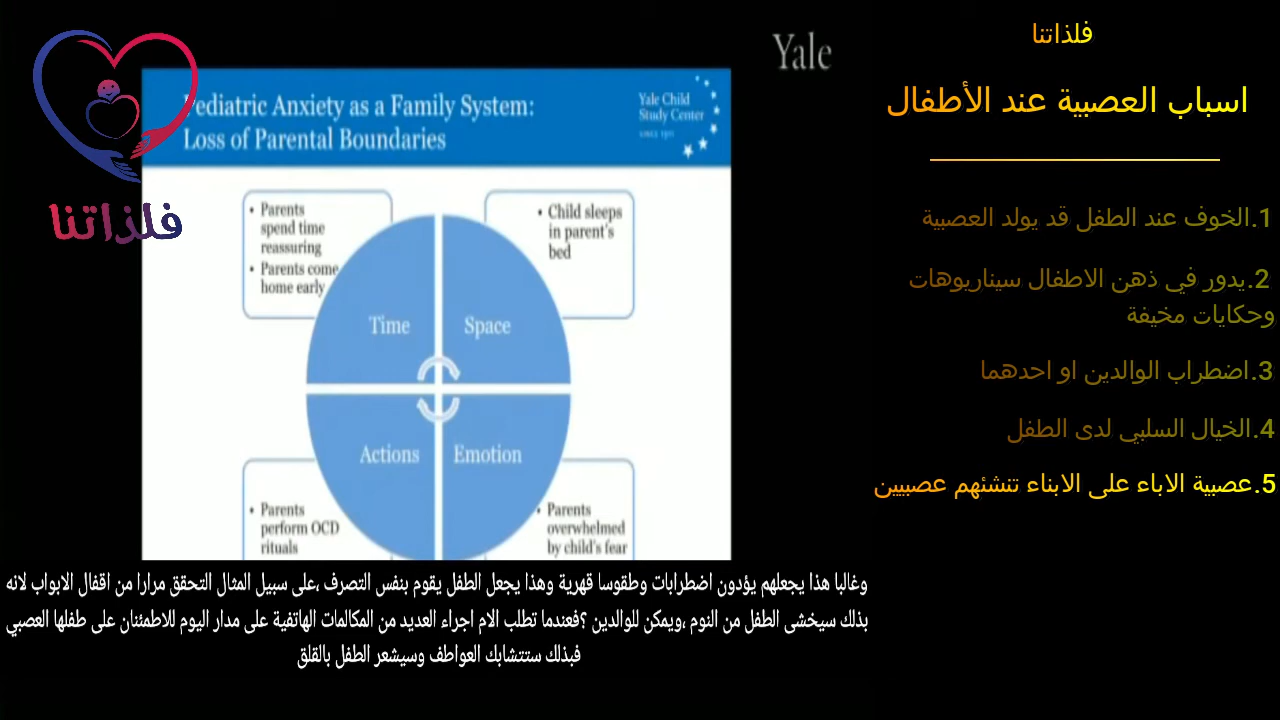 فلذاتنا
Yale
Pediatric Anxiety as a Family System:
Loss of Parental Boundaries
Yale Child
Study Center
SINCE 1911
• Parents
spend time
reassuring
• Parents come
home early
• Child sleeps
in parent's
bed
Time
Space
Actions
Emotion
• Parents
perform OCD
rituals
• Parents
overwhelmed
by child's fear
وغالبا هذا يجعلهم يؤدون اضطرابات وطقوسا قهرية وهذا يجعل الطفل يقوم بنفس التصرف ،على سبيل المثال التحقق مرارا من اقفال الابواب لانه
بذلك سيخشى الطفل من النوم ،ويمكن للوالدين ؟فعندما تطلب الام اجراء العديد من المكالمات الهاتفية على مدار اليوم للاطمئنان على طفلها العصبي
فبذلك ستتشابك العواطف وسيشعر الطفل بالقلق
فلذاتنا
اسباب العصبية عند الأطفال
1.الخوف عند الطفل قد يولد العصبية
2.يدور في ذهن الاطفال سيناريوهات
وحكايات مخيفة
3.اضطراب الوالدين او احدهما
4.الخيال السلبي لدى الطفل
5.عصبية الاباء على الابناء تنشئهم عصبيين